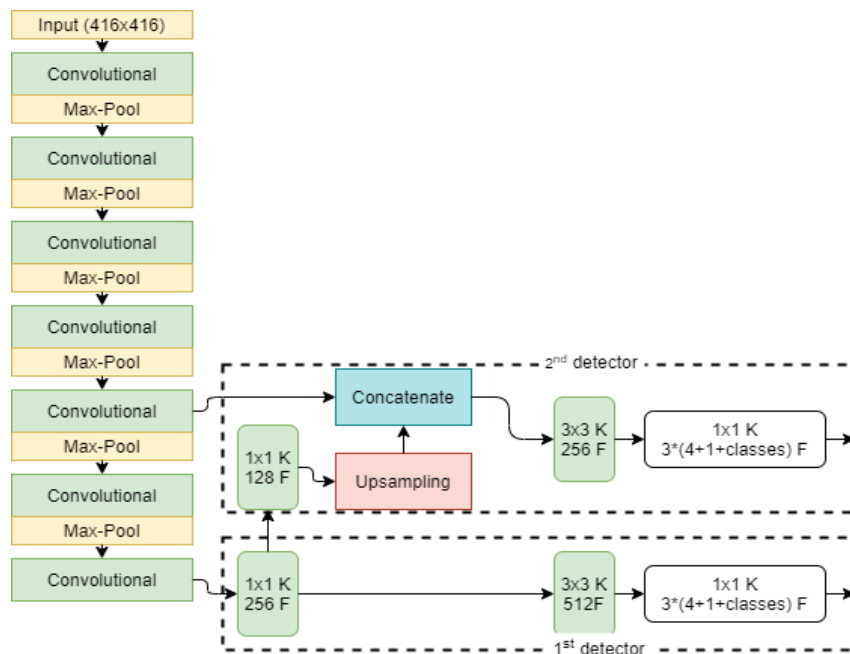 Input (416x416)
Convolutional
Max-Pool
Convolutional
Max-Pool
Convolutional
Max-Pool
Convolutional
Max-Pool
Convolutional
Max-Pool
Convolutional
Max-Pool
Convolutional
2nd detector
Concatenate
1x1 K
128 F
Upsampling
3x3 K
256 F
1x1 K
3*(4+1+classes) F
1x1 K
256 F
3x3 K
512F
1x1 K
3*(4+1+classes) F
1st detector